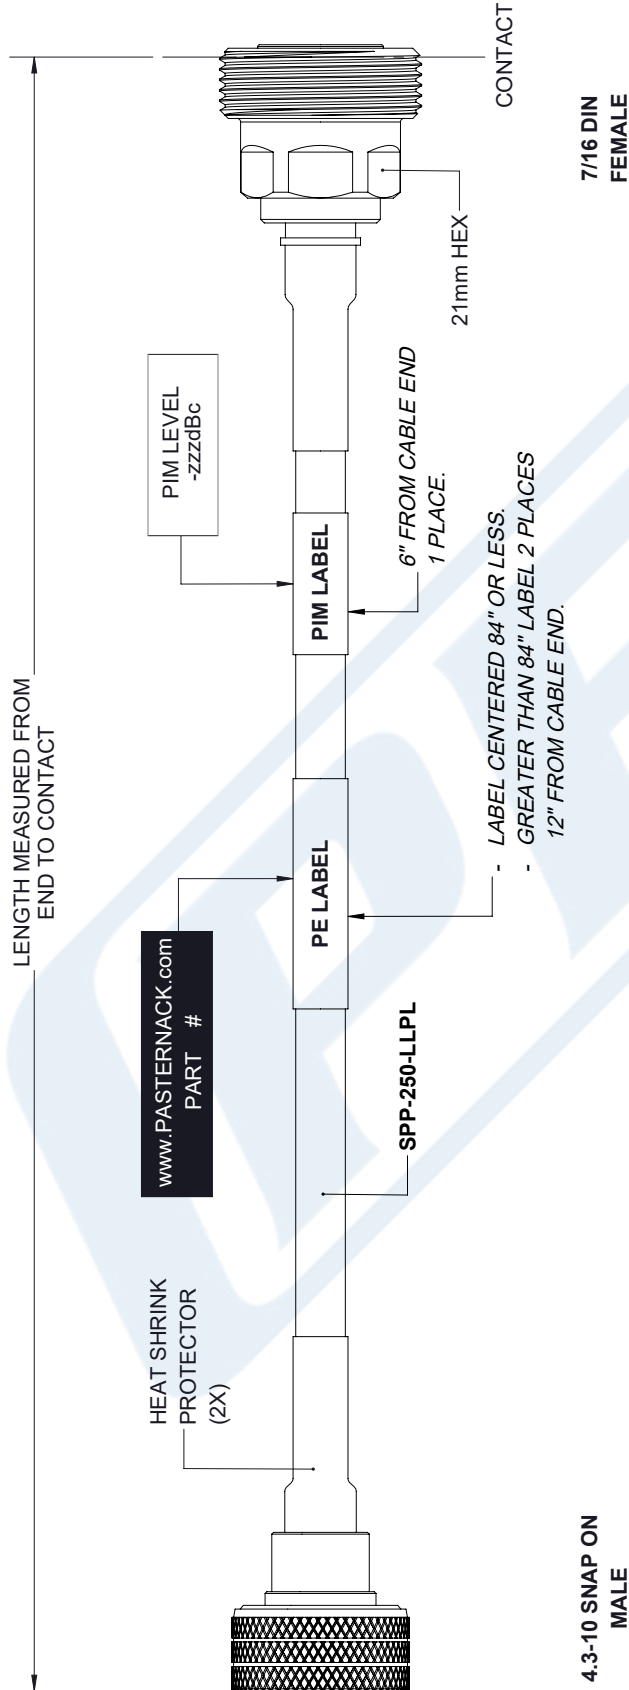 LENGTH MEASURED FROM
END TO CONTACT
HEAT SHRINK
PROTECTOR
(2X)
www.PASTERNACK.com
PART #
PIM LEVEL
-zzzdBc
PE LABEL
PIM LABEL
SPP-250-LLPL
6" FROM CABLE END
1 PLACE.
21mm HEX
CONTACT
- LABEL CENTERED 84" OR LESS.
- GREATER THAN 84" LABEL 2 PLACES
12" FROM CABLE END.
4.3-10 SNAP ON
MALE
7/16 DIN
FEMALE